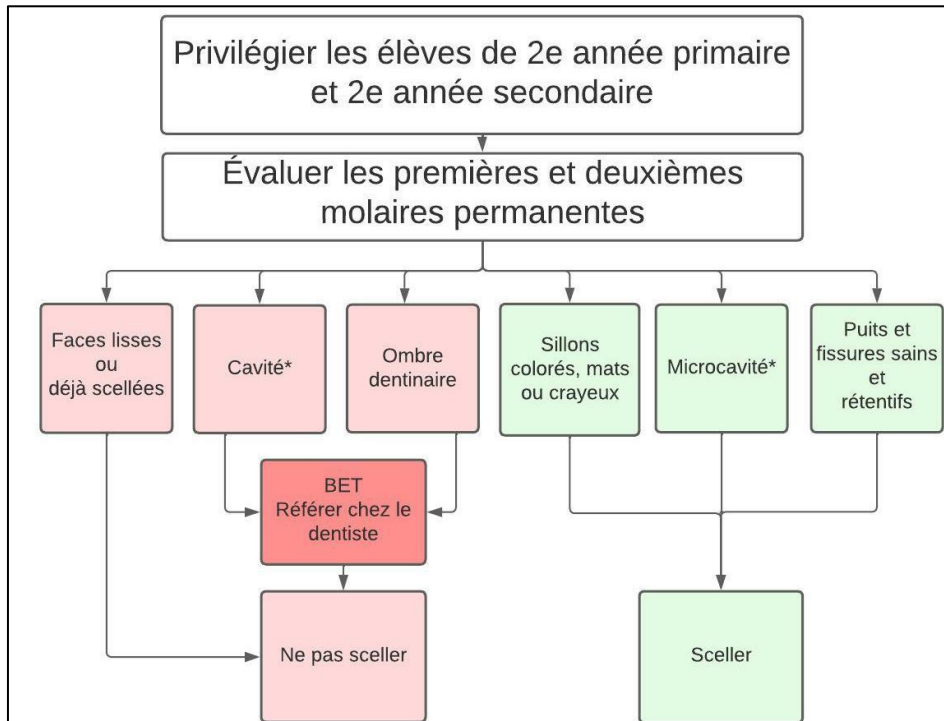 Privilégier les élèves de 2e année primaire
et 2e année secondaire
Évaluer les premières et deuxièmes
molaires permanentes
Faces lisses
ou
déjà scellées
Cavité*
Ombre
dentinaire
Sillons
colorés, mats
ou crayeux
Microcavité*
Puits et
fissures sains
et
rétentifs
BET
Référer chez le
dentiste
Ne pas sceller
Sceller